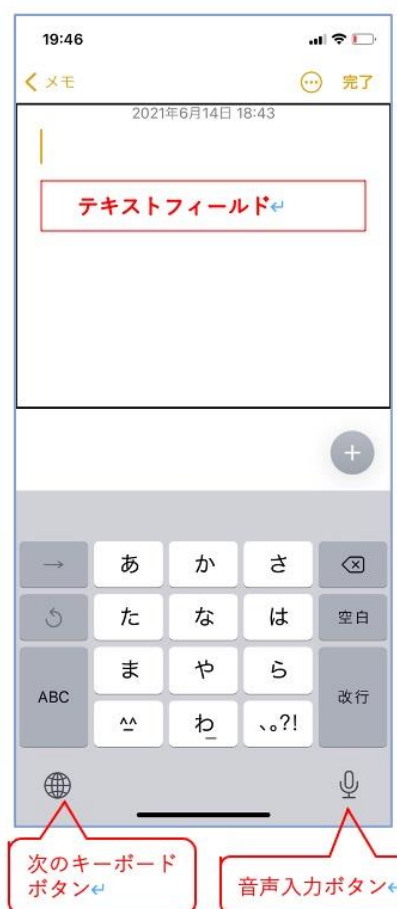 19:46
メモ 完了
2021年6月14日 18:43
テキストフィールド↵
+
→ あ か さ
た な は 空白
ABC ま や ら 改行
^^ わ_ 、。?!
次のキーボード
ボタン↵
音声入力ボタン↵